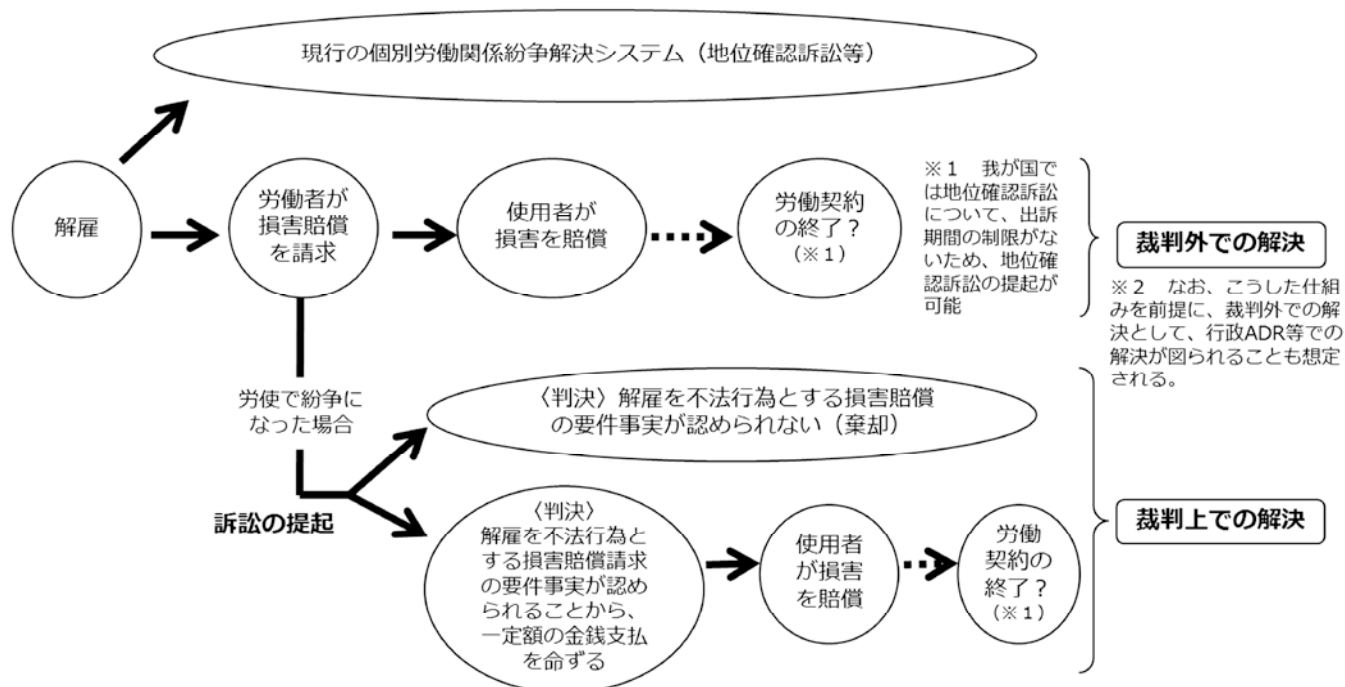 現行の個別労働関係紛争解決システム（地位確認訴訟等）
解雇
労働者が
損害賠償
を請求
使用者が
損害を賠償
労働契約
の終了？
（※１）
※１　我が国で
は地位確認訴訟
について、出訴
期間の制限がな
いため、地位確
認訴訟の提起が
可能
裁判外での解決
※２　なお、こうした仕組
みを前提に、裁判外での解
決として、行政ADR等での
解決が図られることも想定
される。
労使で紛争に
なった場合
訴訟の提起
〈判決〉解雇を不法行為とする損害賠償
の要件事実が認められない（棄却）
〈判決〉
解雇を不法行為と
する損害賠償請求
の要件事実が認め
られることから、
一定額の金銭支払
を命ずる
使用者
が損害
を賠償
労働
契約の
終了？
（※１）
裁判上での解決